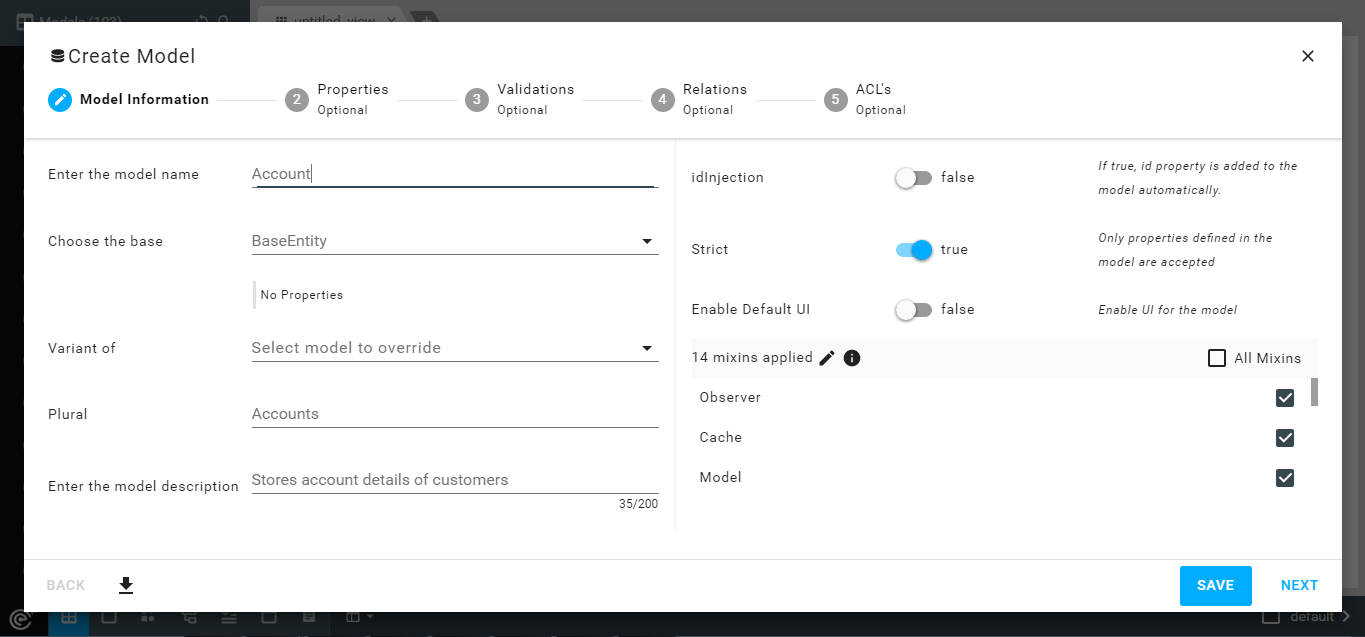 Models (193)
untitled_view
Create Model
Model Information
2 Properties
Optional
3 Validations
Optional
4 Relations
Optional
5 ACL's
Optional
Enter the model name Account
Choose the base BaseEntity
No Properties
Variant of Select model to override
Plural Accounts
Enter the model description Stores account details of customers
35/200
idInjection false If true, id property is added to the
model automatically.
Strict true Only properties defined in the
model are accepted
Enable Default UI false Enable UI for the model
14 mixins applied All Mixins
Observer
Cache
Model
BACK SAVE NEXT
default